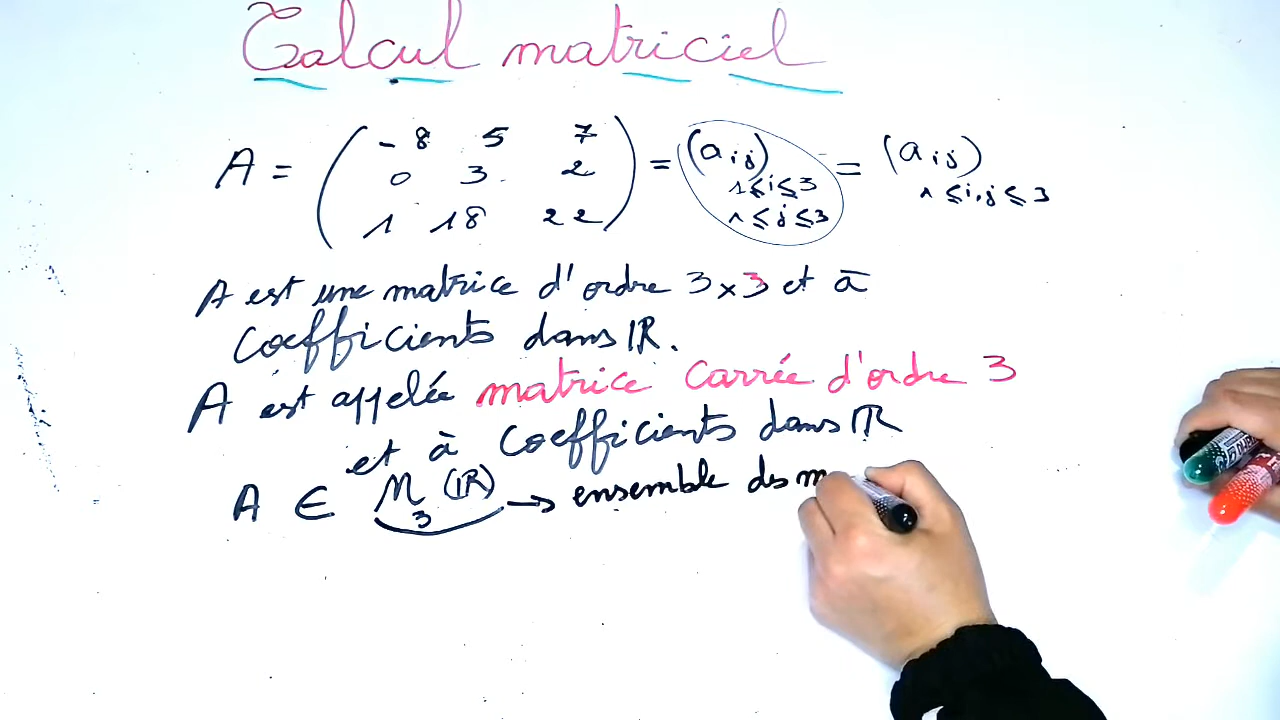 Calcul matriciel
A = ( -8 5 7 ) = (aij) 1≤i≤3 1≤j≤3 = (aij) 1≤i,j≤3
0 3 2
1 18 22
A est une matrice d'ordre 3x3 et à
Coefficients dans IR.
A est appelée matrice Carrée d'ordre 3
et à Coefficients dans IR
A ∈ M3(IR) → ensemble des m